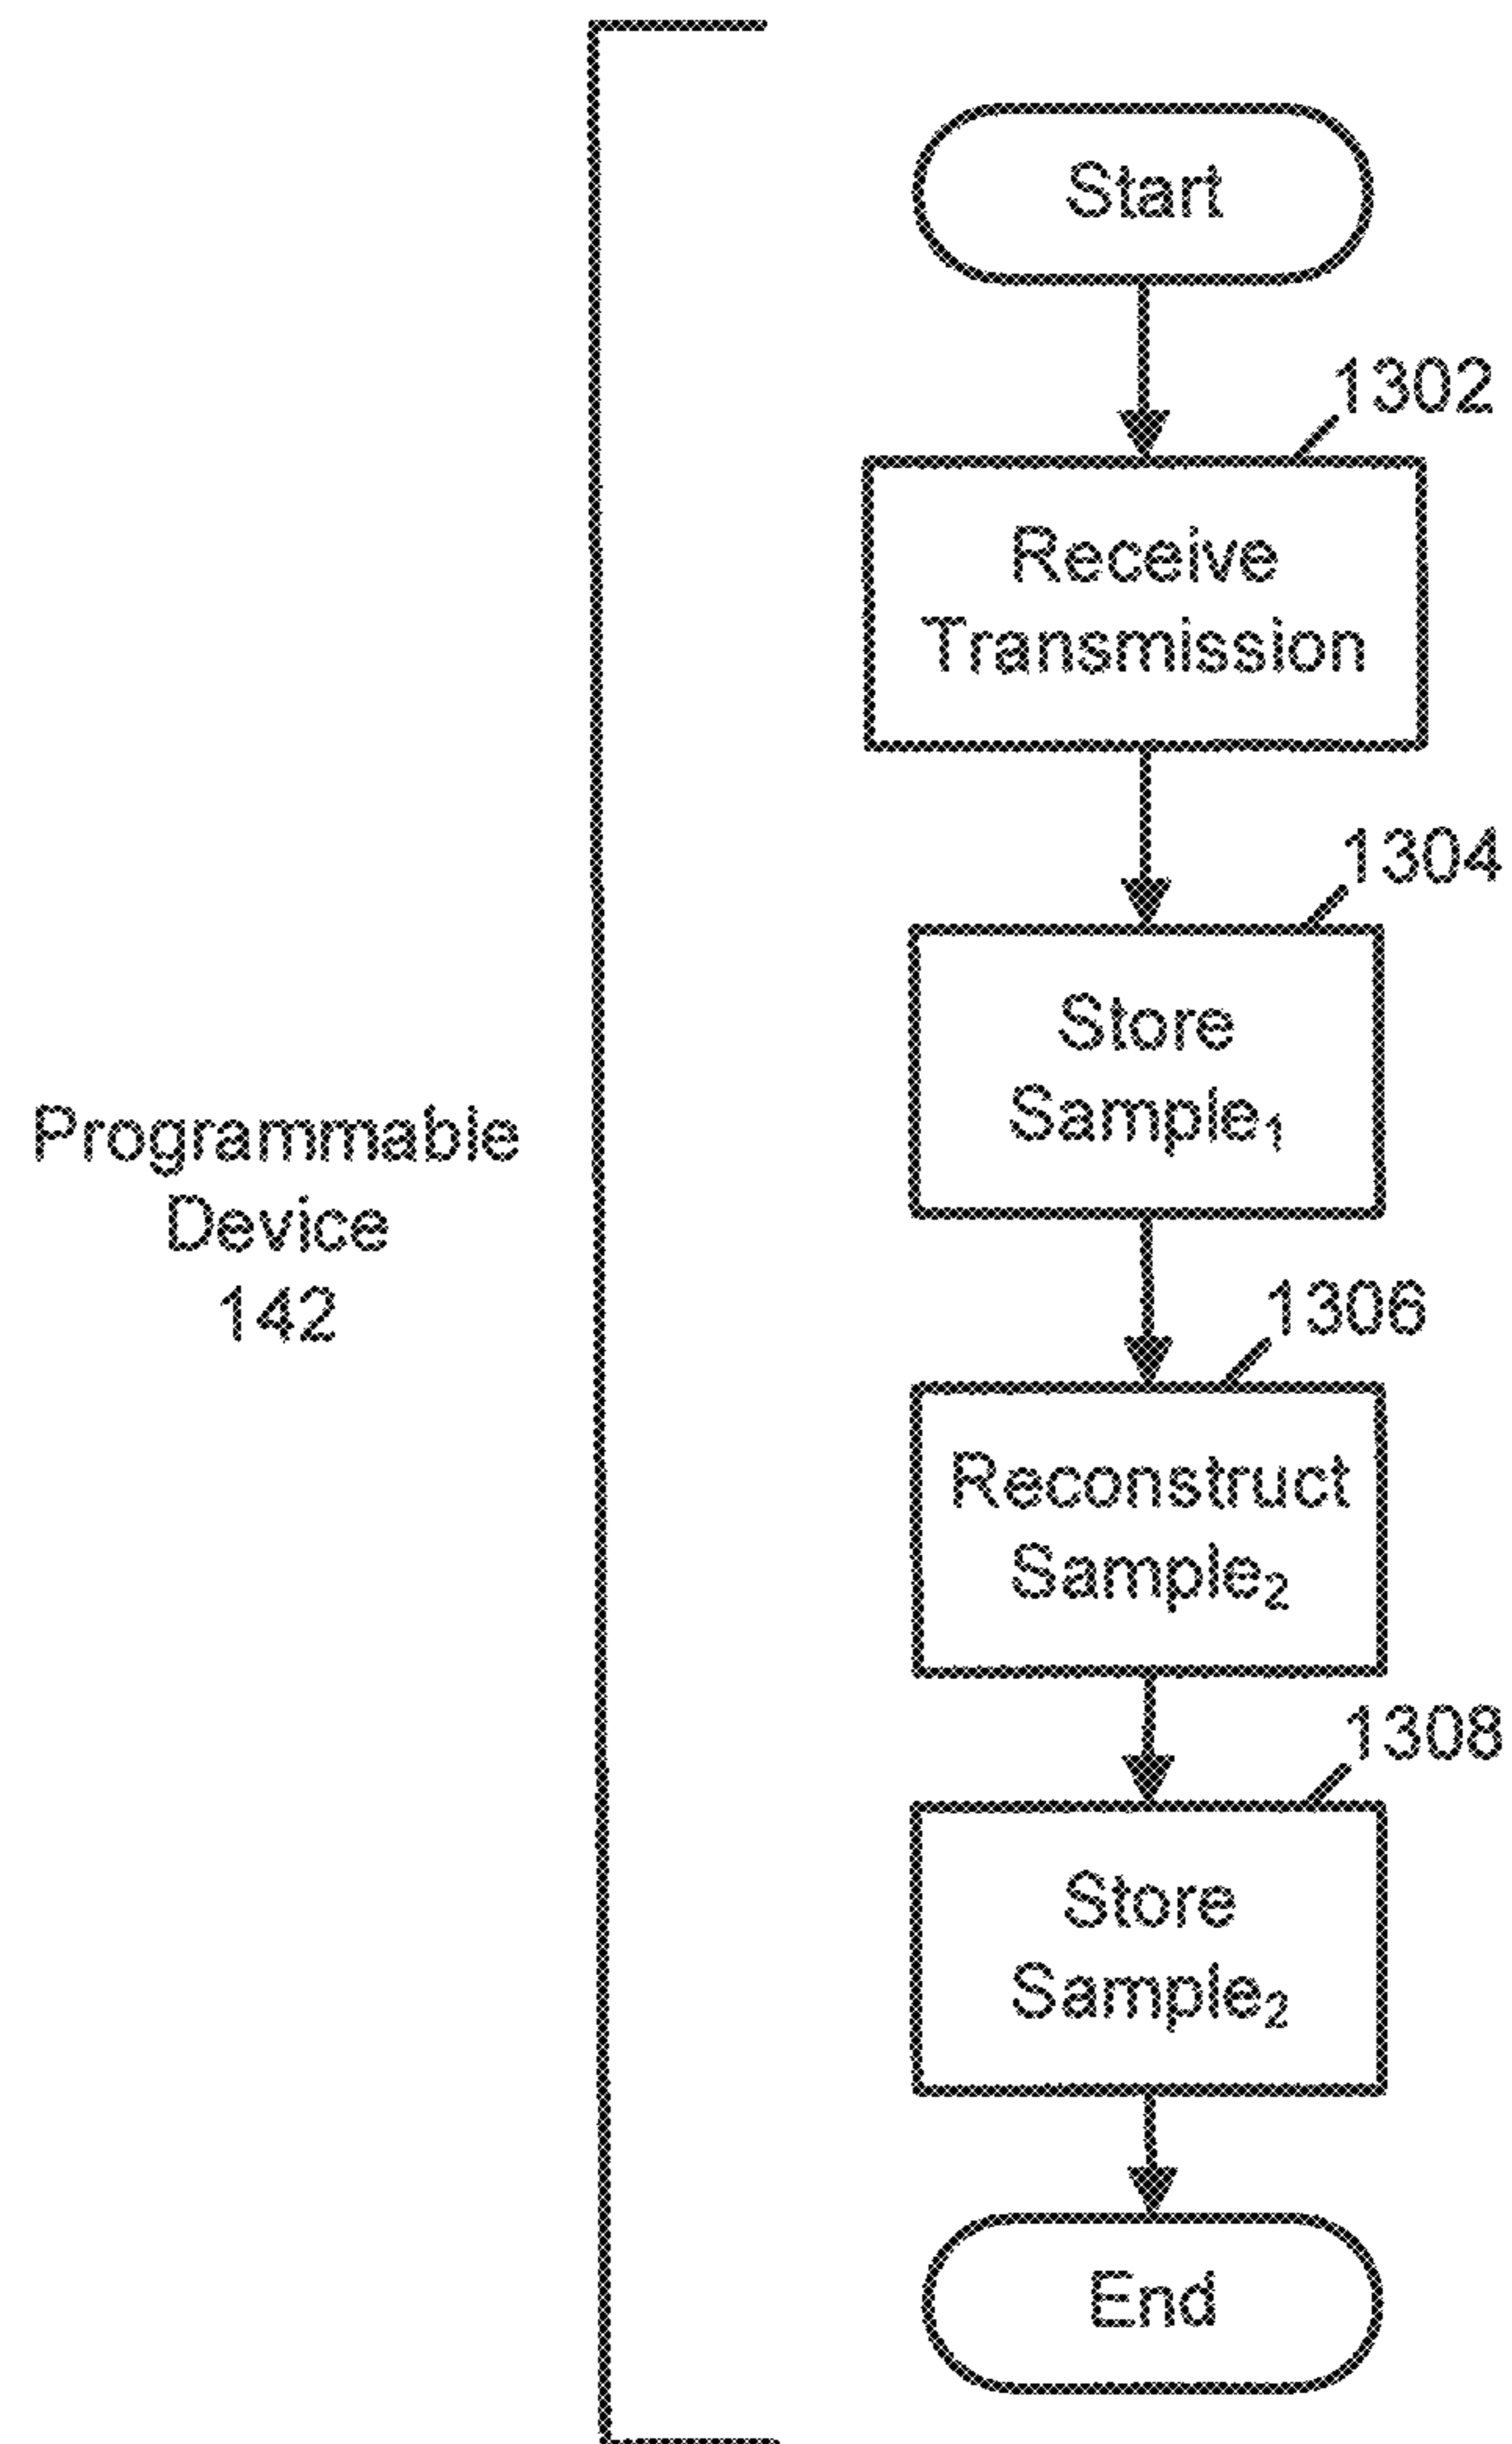 Start
1302
Receive
Transmission
1304
Store
Sample₁
Programmable
Device
142
1306
Reconstruct
Sample₂
1308
Store
Sample₂
End